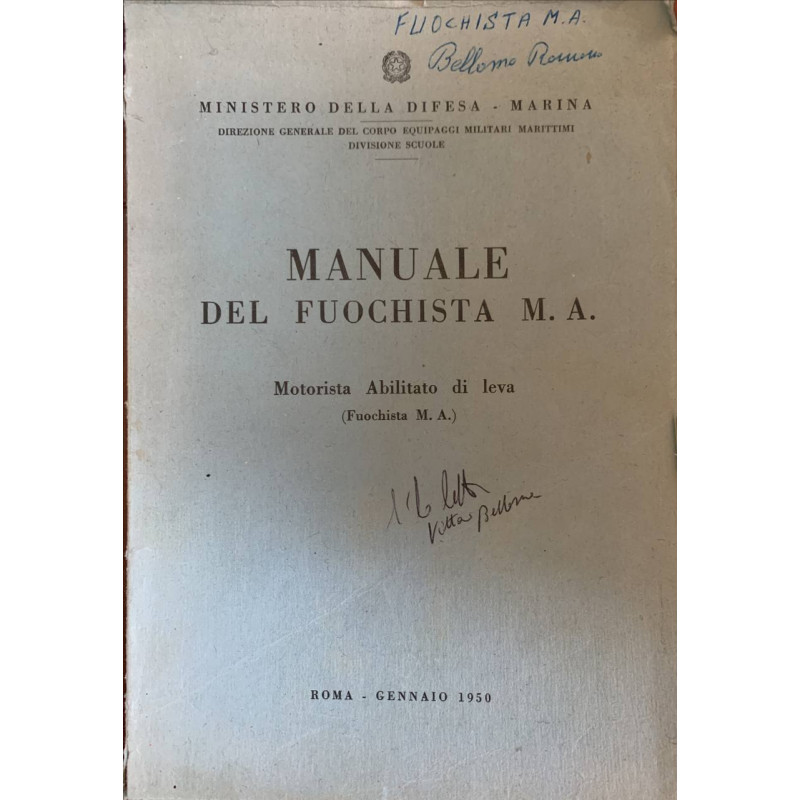 FUOCHISTA M.A.
Bellomo Romano
MINISTERO DELLA DIFESA - MARINA
DIREZIONE GENERALE DEL CORPO EQUIPAGGI MILITARI MARITTIMI
DIVISIONE SCUOLE
MANUALE
DEL FUOCHISTA M. A.
Motorista Abilitato di leva
(Fuochista M. A.)
ROMA - GENNAIO 1950